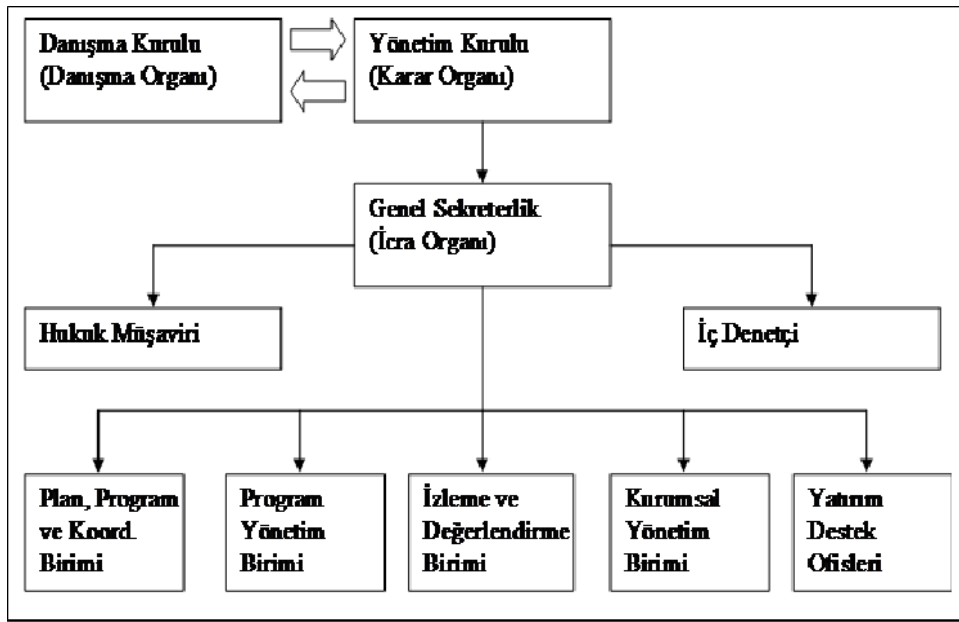 Danışma Kurulu
(Danışma Organı)
Yönetim Kurulu
(Karar Organı)
Genel Sekreterlik
(İcra Organı)
Hukuk Müşaviri
İç Denetçi
Plan, Program
ve Koord.
Birimi
Program
Yönetim
Birimi
İzleme ve
Değerlendirme
Birimi
Kurumsal
Yönetim
Birimi
Yatırım
Destek
Ofisleri